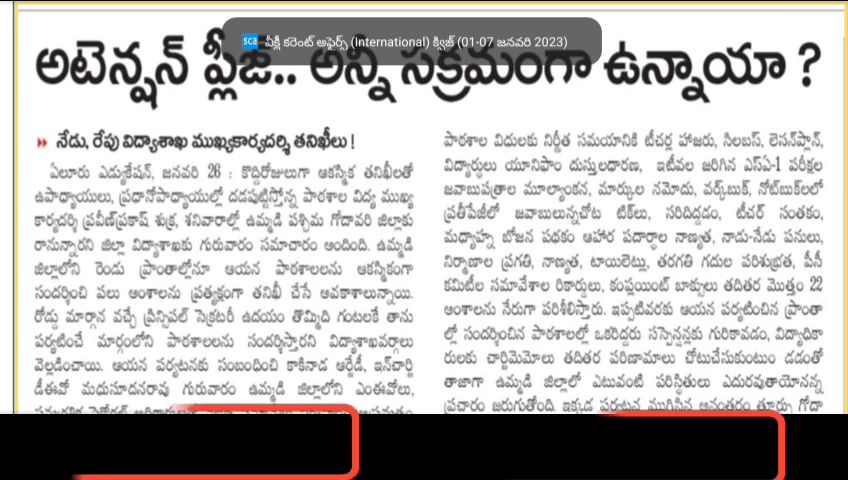 sca వీక్లీ కరెంట్ అఫైర్స్ (International) క్విజ్ (01-07 జనవరి 2023)
అటెన్షన్ ప్లీజ్.. అన్నీ సక్రమంగా ఉన్నాయా ?
నేడు, రేపు విద్యాశాఖ ముఖ్యకార్యదర్శి తనిఖీలు !
ఏలూరు ఎడ్యుకేషన్, జనవరి 26 : కొద్దిరోజులుగా ఆకస్మిక తనిఖీలతో
ఉపాధ్యాయులు, ప్రధానోపాధ్యాయుల్లో దడపుట్టిస్తోన్న పాఠశాల విద్య ముఖ్య
కార్యదర్శి ప్రవీణ్‌ప్రకాష్ శుక్ర, శనివారాల్లో ఉమ్మడి పశ్చిమ గోదావరి జిల్లాకు
రానున్నారని జిల్లా విద్యాశాఖకు గురువారం సమాచారం అందింది. ఉమ్మడి
జిల్లాలోని రెండు ప్రాంతాల్లోనూ ఆయన పాఠశాలలను ఆకస్మికంగా
సందర్శించి పలు అంశాలను ప్రత్యక్షంగా తనిఖీ చేసే అవకాశాలున్నాయి.
రోడ్డు మార్గాన వచ్చే ప్రిన్సిపల్ సెక్రటరీ ఉదయం తొమ్మిది గంటలకే తాను
పర్యటించే మార్గంలోని పాఠశాలలను సందర్శిస్తారని విద్యాశాఖవర్గాలు
వెల్లడించాయి. ఆయన పర్యటనకు సంబంధించి కాకినాడ ఆర్జేడీ, ఇన్‌చార్జి
డీఈవో మధుసూదనరావు గురువారం ఉమ్మడి జిల్లాలోని ఎంఈవోలు,
పాఠశాల విధులకు నిర్ణీత సమయానికి టీచర్ల హాజరు, సిలబస్, లెసన్‌ప్లాన్,
విద్యార్థులు యూనిఫాం దుస్తులధారణ, ఇటీవల జరిగిన ఎస్ఏ-1 పరీక్షల
జవాబుపత్రాల మూల్యాంకన, మార్కుల నమోదు, వర్క్‌బుక్, నోట్‌బుక్‌లలో
ప్రతీపేజీలో జవాబులున్నచోట టిక్‌లు, సరిదిద్దడం, టీచర్ సంతకం,
మధ్యాహ్న బోజన పథకం ఆహార పదార్థాల నాణ్యత, నాడు-నేడు పనులు,
నిర్మాణాల ప్రగతి, నాణ్యత, టాయిలెట్లు, తరగతి గదుల పరిశుభ్రత, పీసీ
కమిటీల సమావేశాల రికార్డులు, కంప్లయింట్ బాక్సులు తదితర మొత్తం 22
అంశాలను నేరుగా పరిశీలిస్తారు. ఇప్పటివరకు ఆయన పర్యటించిన ప్రాంతా
ల్లో సందర్శించిన పాఠశాలల్లో ఒకరిద్దరు సస్పెన్షన్లకు గురికావడం, విద్యాధికా
రులకు చార్జిమెమోలు తదితర పరిణామాలు చోటుచేసుకుంటుం డడంతో
తాజాగా ఉమ్మడి జిల్లాలో ఎటువంటి పరిస్థితులు ఎదురవుతాయోనన్న
ప్రచారం జరుగుతోంది. ఇక్కడ పర్యటన ముగిసిన అనంతరం తూర్పు గోదా